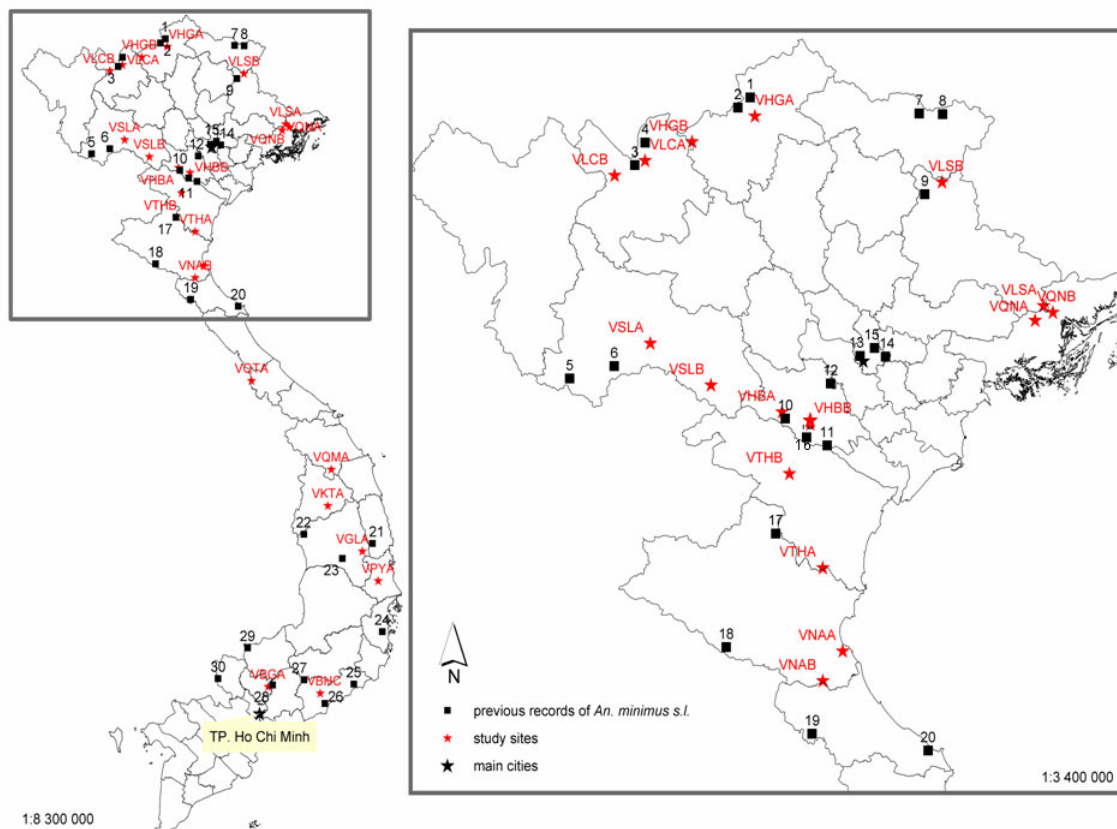 1
VHGA
7 8
VHGB
2
VLCB VLCA
3
VLSB
9
VLSA
VQNA
VQNB
VSLA
15 14
5 6
VSLB
12
10
VHBB
VHBA
11
VTHB
VTHA
17
18
VNAB
19
20
VQTA
VQMA
VKTA
22
21
VGLA
23
VPYA
24
29
30
27
VBGA
VBNC
25
28
26
TP. Ho Chi Minh
1:8 300 000
1
2
VHGA
7 8
4
VHGB
3
VLCA
VLCB
VLSB
9
VLSA
VQNB
VQNA
VSLA
15
13 14
5 6
VSLB
12
VHBA
10
VHBB
16
11
VTHB
17
VTHA
18
VNAA
VNAB
19
20
N
previous records of An. minimus s.l.
study sites
main cities
1:3 400 000